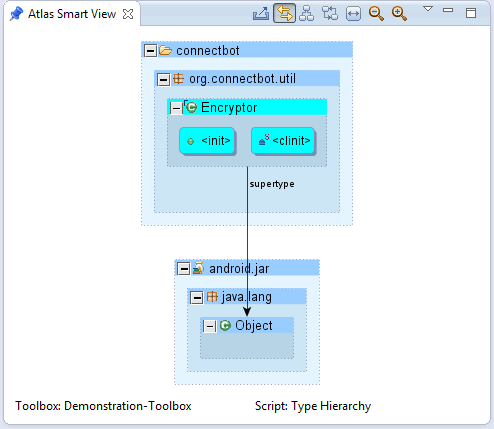 Atlas Smart View
connectbot
org.connectbot.util
Encryptor
<init>
<clinit>
supertype
android.jar
java.lang
Object
Toolbox: Demonstration-Toolbox Script: Type Hierarchy